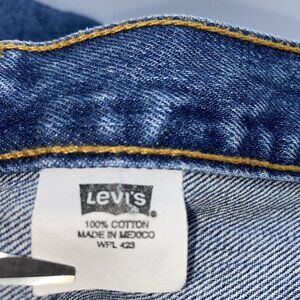 LEVI'S
100% COTTON
MADE IN MEXICO
WPL 423